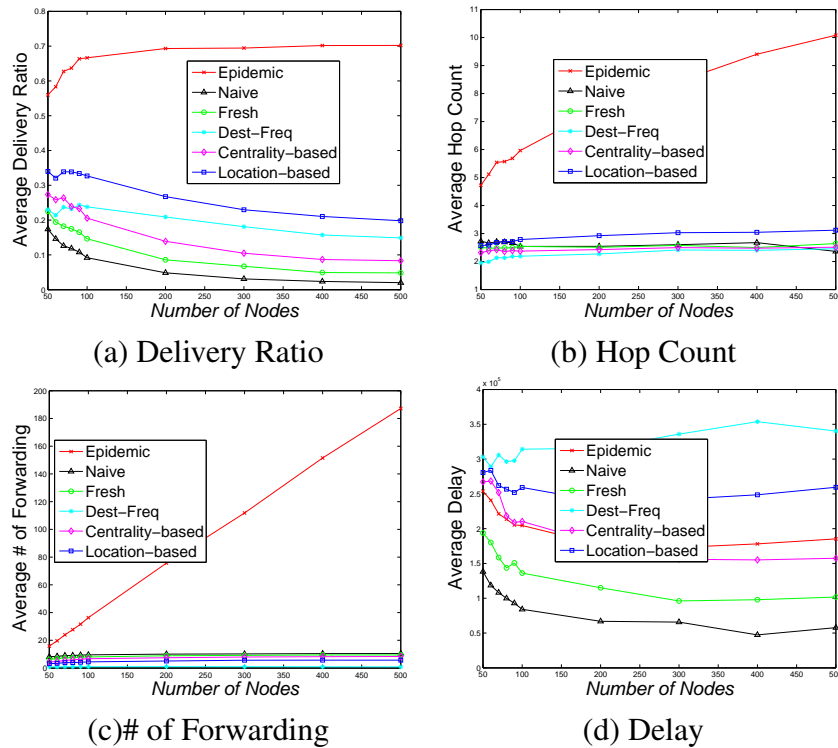 0.8
0.7
0.6
0.5
0.4
0.3
0.2
0.1
0
Average Delivery Ratio
Epidemic
Naive
Fresh
Dest-Freq
Centrality-based
Location-based
50 100 150 200 250 300 350 400 450 500
Number of Nodes
(a) Delivery Ratio
11
10
9
8
7
6
5
4
3
2
1
Average Hop Count
Epidemic
Naive
Fresh
Dest-Freq
Centrality-based
Location-based
50 100 150 200 250 300 350 400 450 500
Number of Nodes
(b) Hop Count
200
180
160
140
120
100
80
60
40
20
0
Average # of Forwarding
Epidemic
Naive
Fresh
Dest-Freq
Centrality-based
Location-based
50 100 150 200 250 300 350 400 450 500
Number of Nodes
(c)# of Forwarding
x 10^5
4
3.5
3
2.5
2
1.5
1
0.5
0
Average Delay
Epidemic
Naive
Fresh
Dest-Freq
Centrality-based
Location-based
50 100 150 200 250 300 350 400 450 500
Number of Nodes
(d) Delay